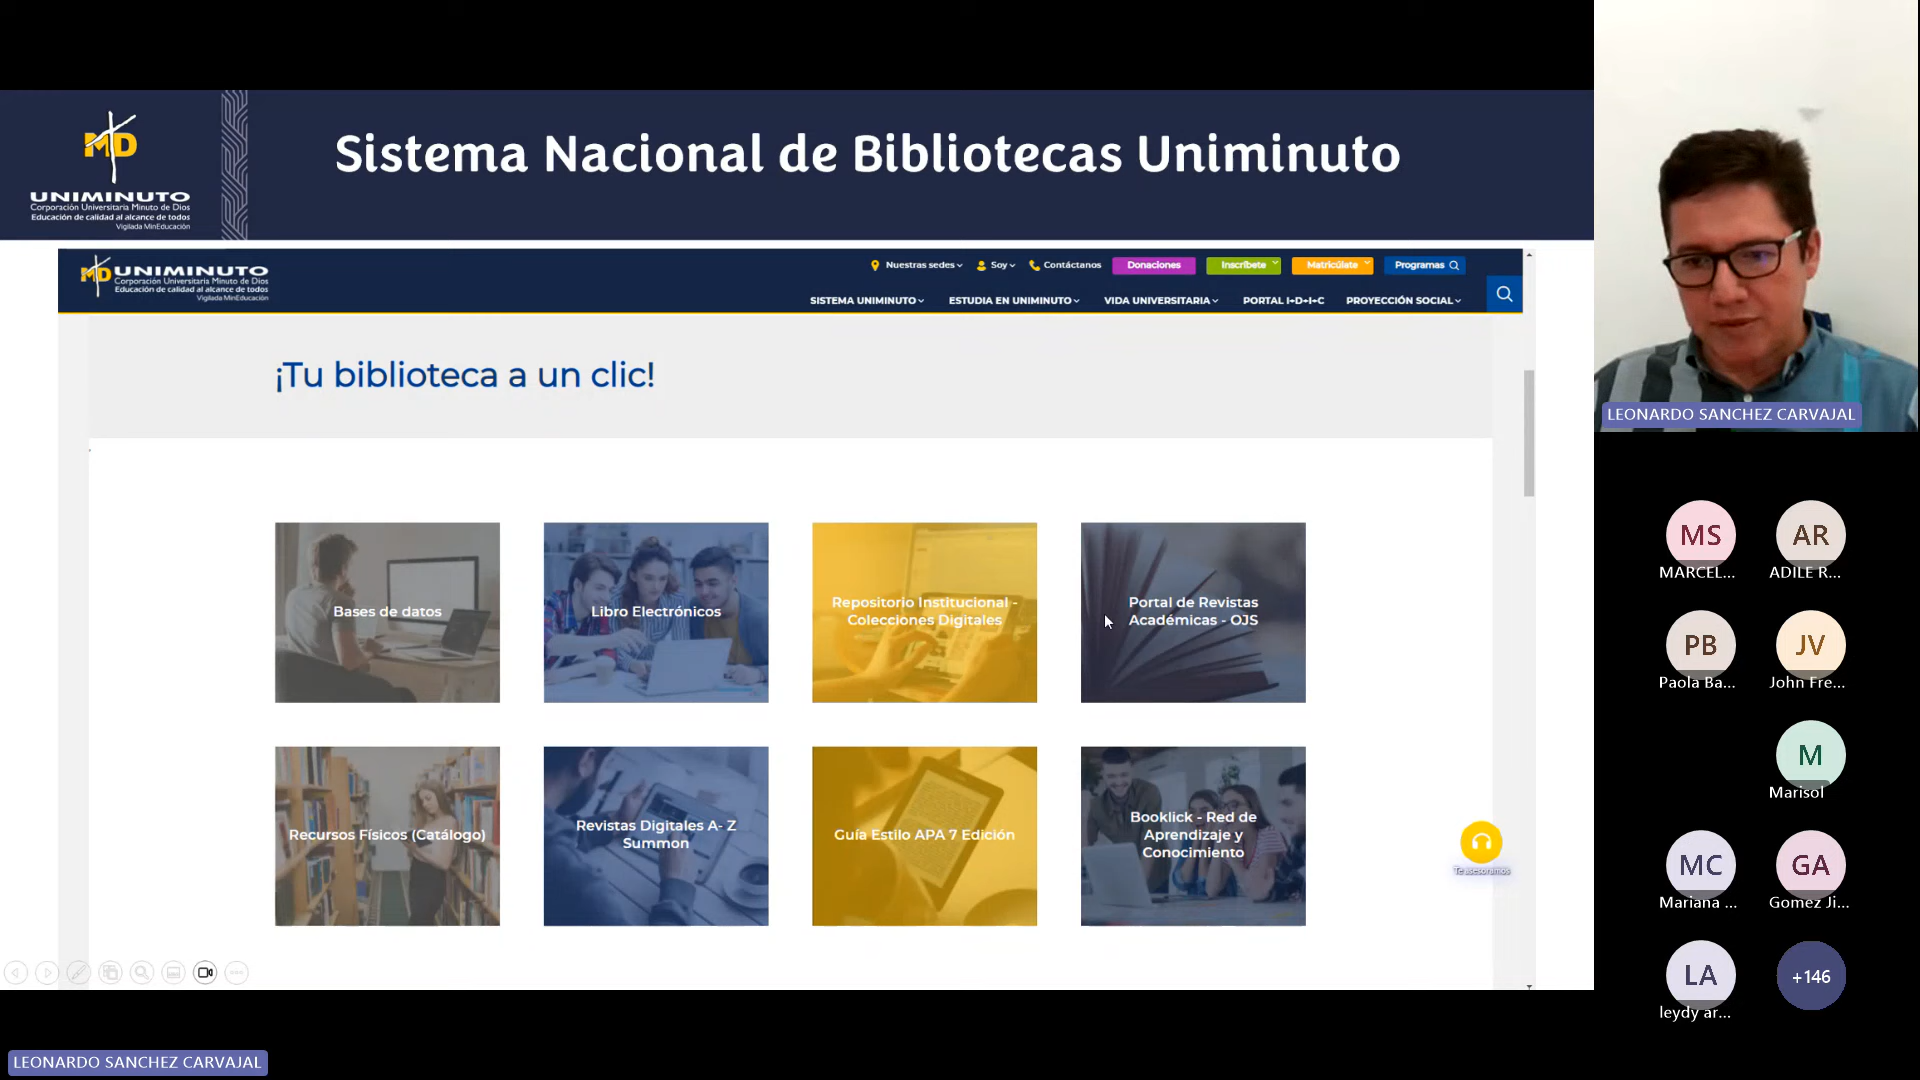 MD
UNIMINUTO
Corporación Universitaria Minuto de Dios
Educación de calidad al alcance de todos
Vigilada MinEducación
Sistema Nacional de Bibliotecas Uniminuto
MD UNIMINUTO
Corporación Universitaria Minuto de Dios
Educación de calidad al alcance de todos
Vigilada MinEducación
Nuestras sedes
Soy
Contáctanos
Donaciones
Inscríbete
Matricúlate
Programas
SISTEMA UNIMINUTO
ESTUDIA EN UNIMINUTO
VIDA UNIVERSITARIA
PORTAL I+D+I+C
PROYECCIÓN SOCIAL
¡Tu biblioteca a un clic!
Bases de datos
Libro Electrónicos
Repositorio Institucional -
Colecciones Digitales
Portal de Revistas
Académicas - OJS
Recursos Físicos (Catálogo)
Revistas Digitales A- Z
Summon
Guía Estilo APA 7 Edición
Booklick - Red de
Aprendizaje y
Conocimiento
Te asesoramos
LEONARDO SANCHEZ CARVAJAL
MS
MARCEL...
AR
ADILE R...
PB
Paola Ba...
JV
John Fre...
M
Marisol
MC
Mariana ...
GA
Gomez Ji...
LA
leydy ar...
+146
LEONARDO SANCHEZ CARVAJAL